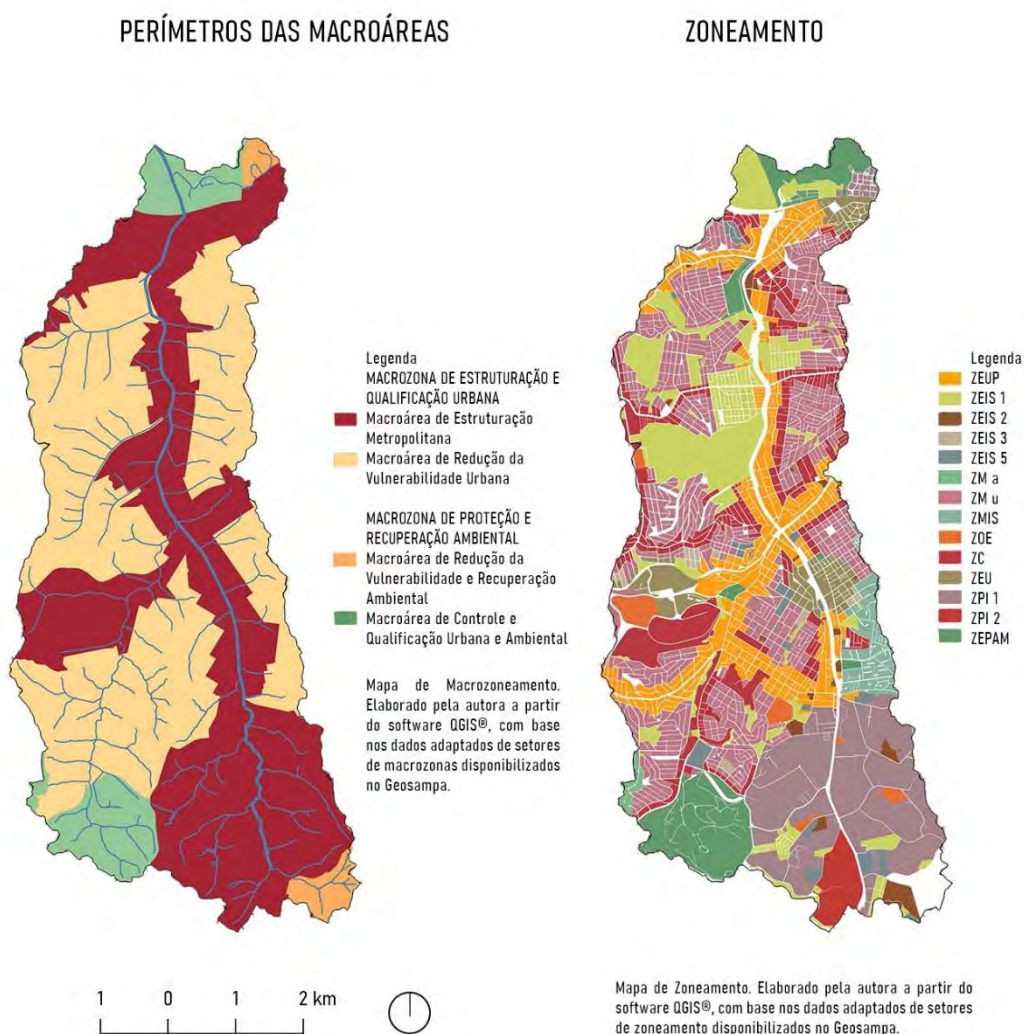 PERÍMETROS DAS MACROÁREAS
ZONEAMENTO
Legenda
MACROZONA DE ESTRUTURAÇÃO E
QUALIFICAÇÃO URBANA
Macroárea de Estruturação
Metropolitana
Macroárea de Redução da
Vulnerabilidade Urbana
MACROZONA DE PROTEÇÃO E
RECUPERAÇÃO AMBIENTAL
Macroárea de Redução da
Vulnerabilidade e Recuperação
Ambiental
Macroárea de Controle e
Qualificação Urbana e Ambiental
Mapa de Macrozoneamento.
Elaborado pela autora a partir
do software QGIS®, com base
nos dados adaptados de setores
de macrozonas disponibilizados
no Geosampa.
Legenda
ZEUP
ZEIS 1
ZEIS 2
ZEIS 3
ZEIS 5
ZM a
ZM u
ZMIS
ZOE
ZC
ZEU
ZPI 1
ZPI 2
ZEPAM
1 0 1 2 km
Mapa de Zoneamento. Elaborado pela autora a partir do
software QGIS®, com base nos dados adaptados de setores
de zoneamento disponibilizados no Geosampa.